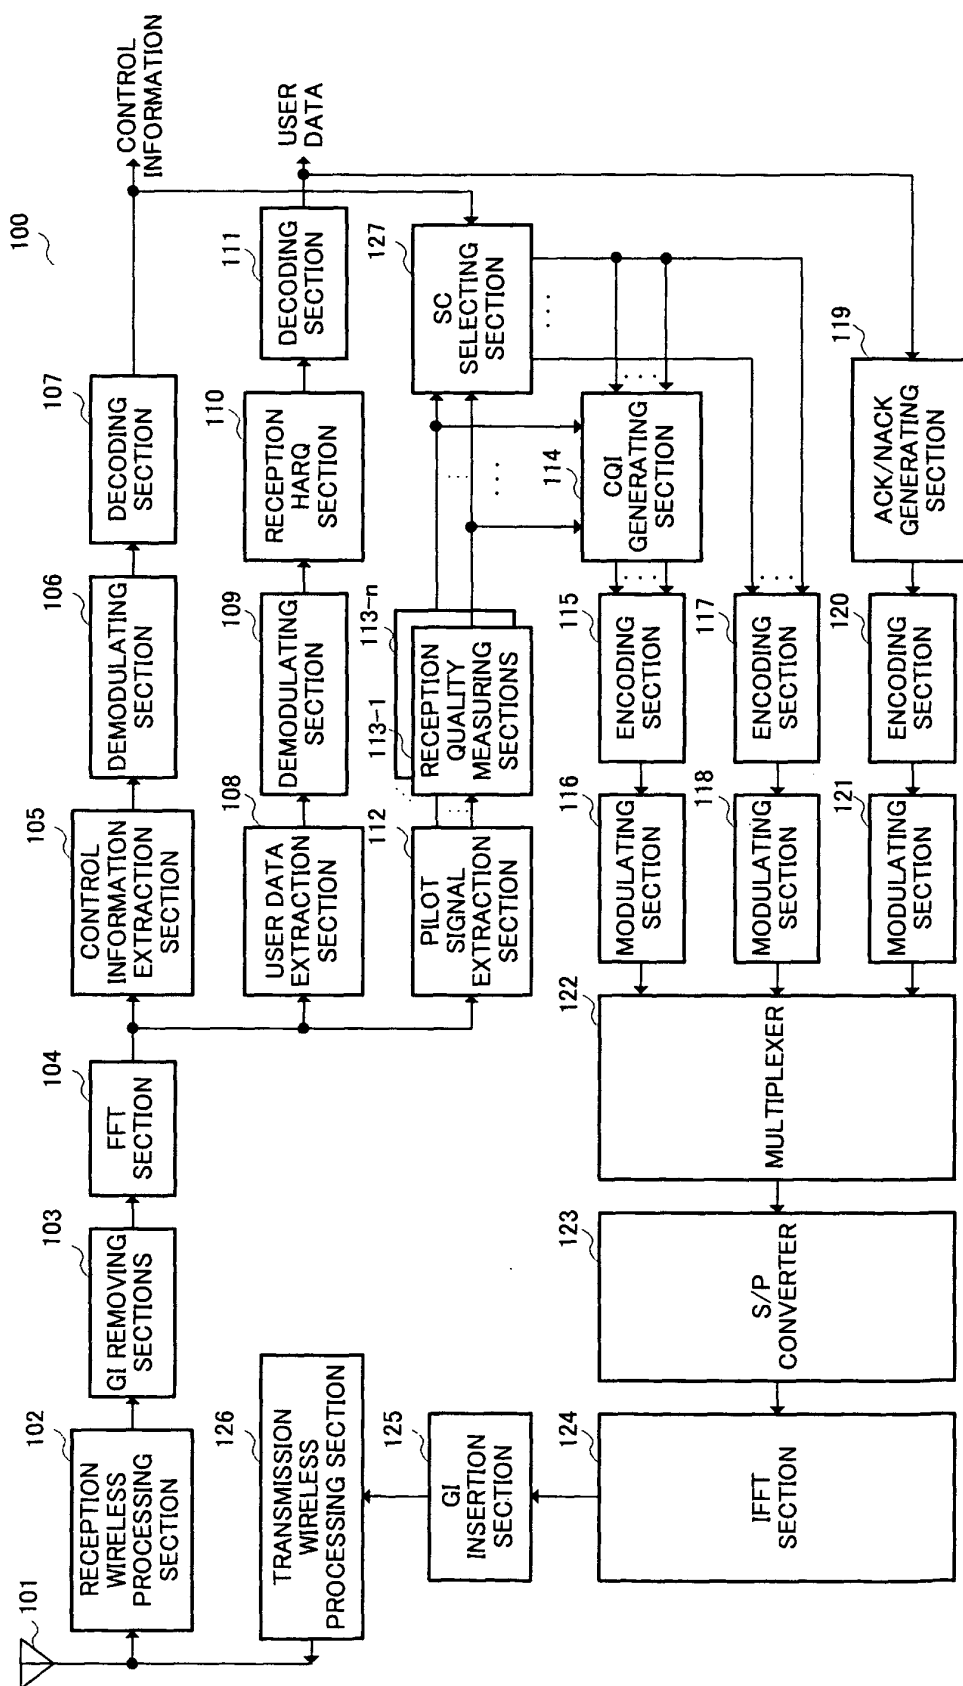 100
101
102
RECEPTION
WIRELESS
PROCESSING
SECTION
103
GI REMOVING
SECTIONS
104
FFT
SECTION
105
CONTROL
INFORMATION
EXTRACTION
SECTION
106
DEMODULATING
SECTION
107
DECODING
SECTION
CONTROL
INFORMATION
108
USER DATA
EXTRACTION
SECTION
109
DEMODULATING
SECTION
110
RECEPTION
HARQ
SECTION
111
DECODING
SECTION
USER
DATA
112
PILOT
SIGNAL
EXTRACTION
SECTION
113-1
113-n
RECEPTION
QUALITY
MEASURING
SECTIONS
127
SC
SELECTING
SECTION
114
CQI
GENERATING
SECTION
115
ENCODING
SECTION
116
MODULATING
SECTION
117
ENCODING
SECTION
118
MODULATING
SECTION
119
ACK/NACK
GENERATING
SECTION
120
ENCODING
SECTION
121
MODULATING
SECTION
122
MULTIPLEXER
123
S/P
CONVERTER
124
IFFT
SECTION
125
GI
INSERTION
SECTION
126
TRANSMISSION
WIRELESS
PROCESSING SECTION